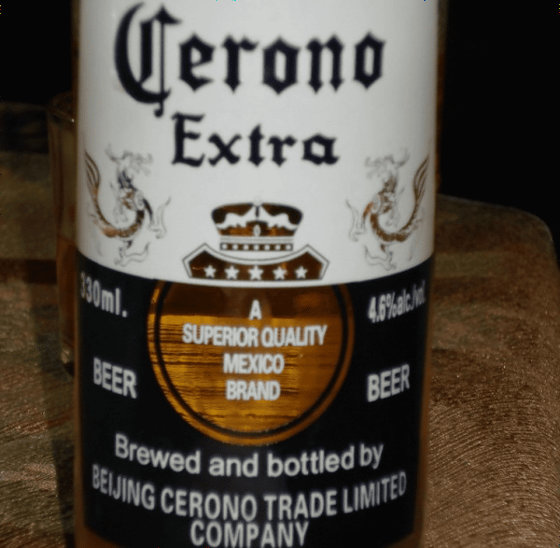 Cerono
Extra
330ml.
4.6%alc./vol.
A
SUPERIOR QUALITY
MEXICO
BRAND
BEER
BEER
Brewed and bottled by
BEIJING CERONO TRADE LIMITED
COMPANY